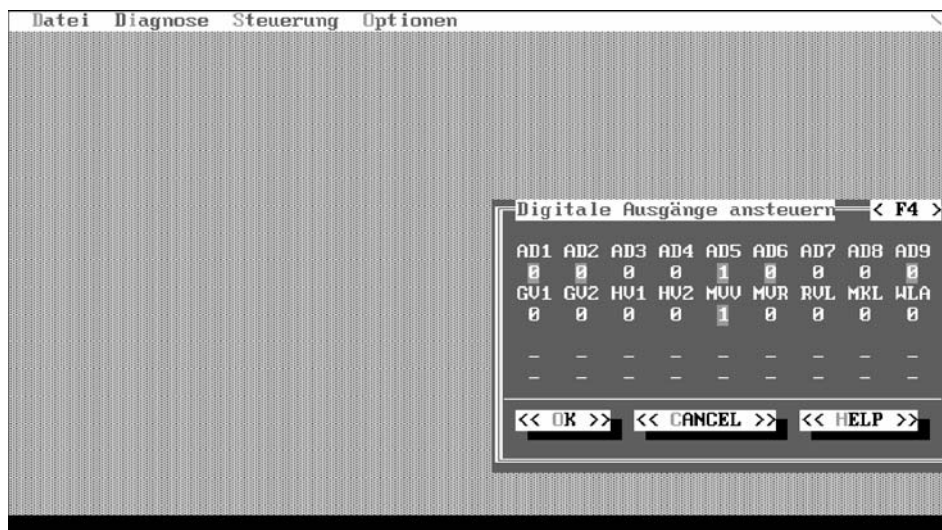 Datei Diagnose Steuerung Optionen
Digitale Ausgänge ansteuern < F4 >
AD1 AD2 AD3 AD4 AD5 AD6 AD7 AD8 AD9
0 0 0 0 1 0 0 0 0
GV1 GV2 HV1 HV2 MVV MVR RVL MKL WLA
0 0 0 0 1 0 0 0 0
– – – – – – – – –
– – – – – – – – –
<< OK >> << CANCEL >> << HELP >>